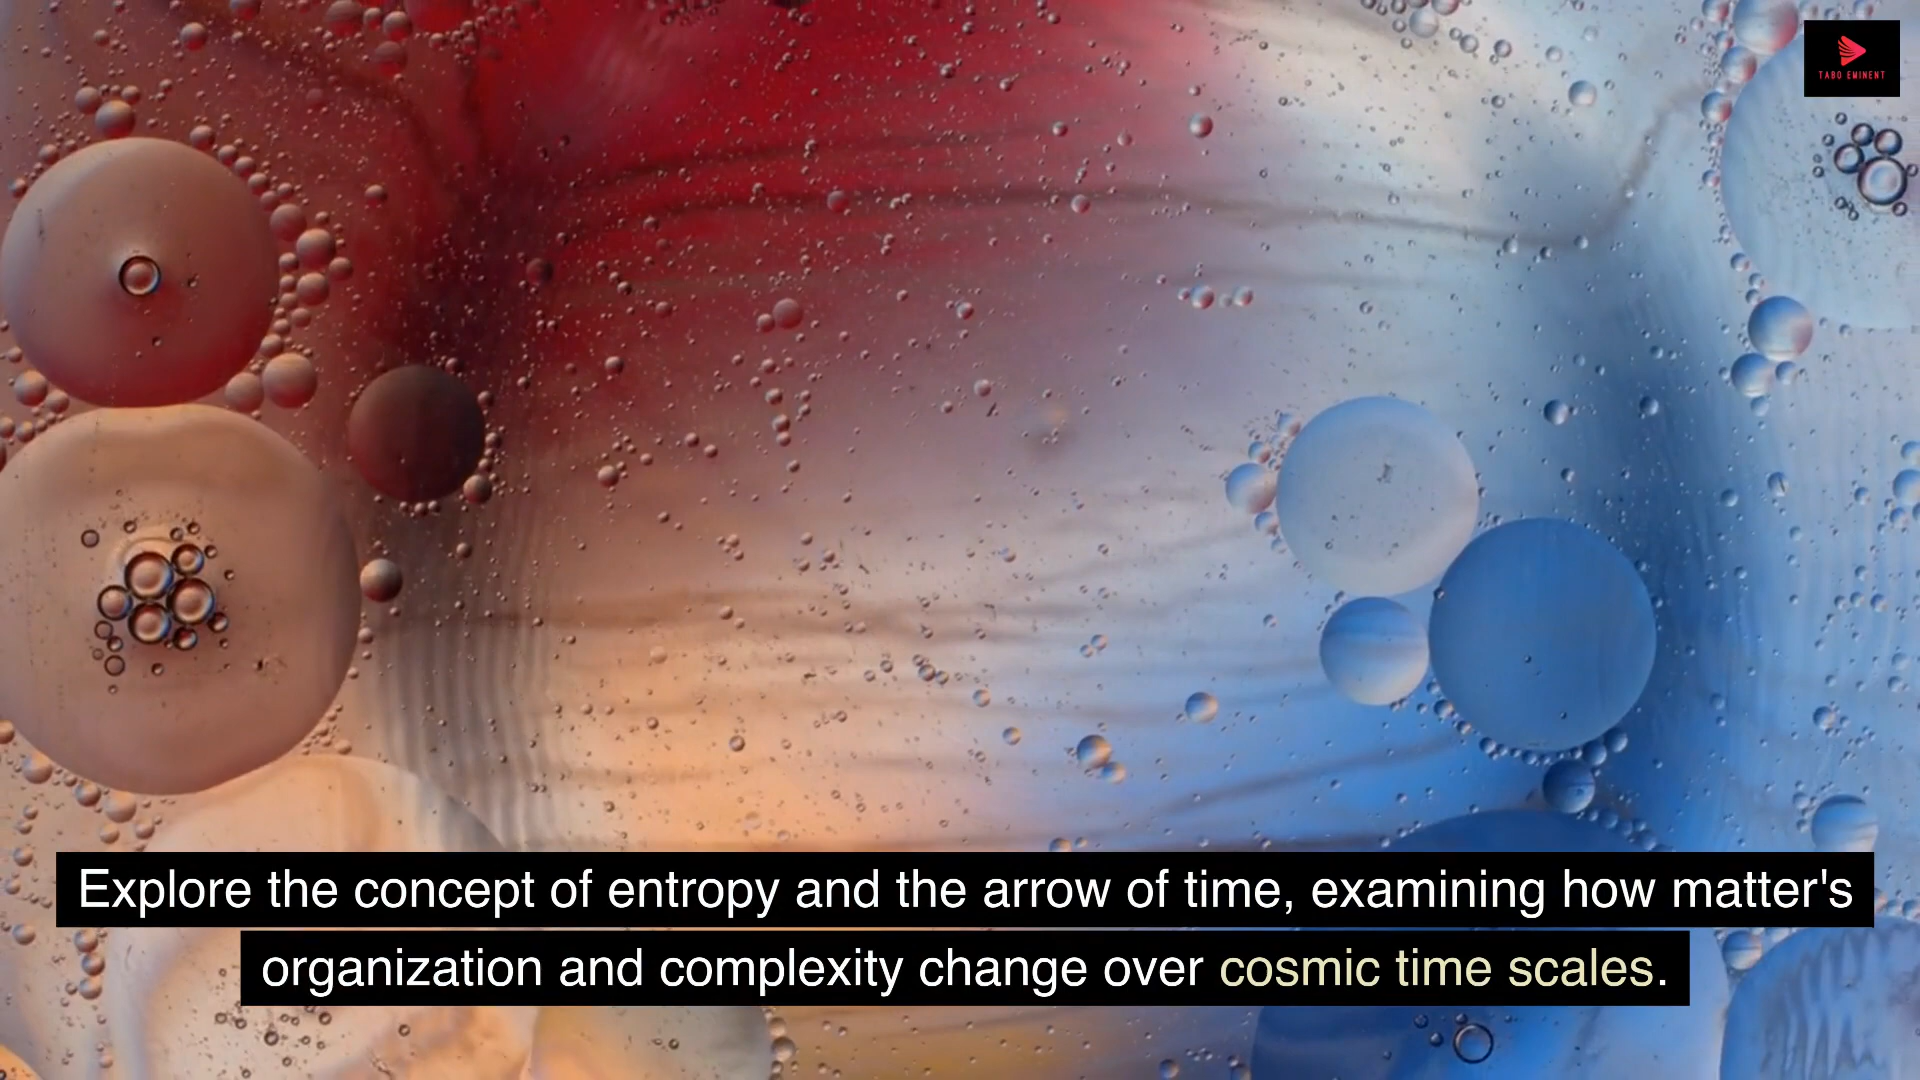 TABO EMINENT
Explore the concept of entropy and the arrow of time, examining how matter's
organization and complexity change over cosmic time scales.